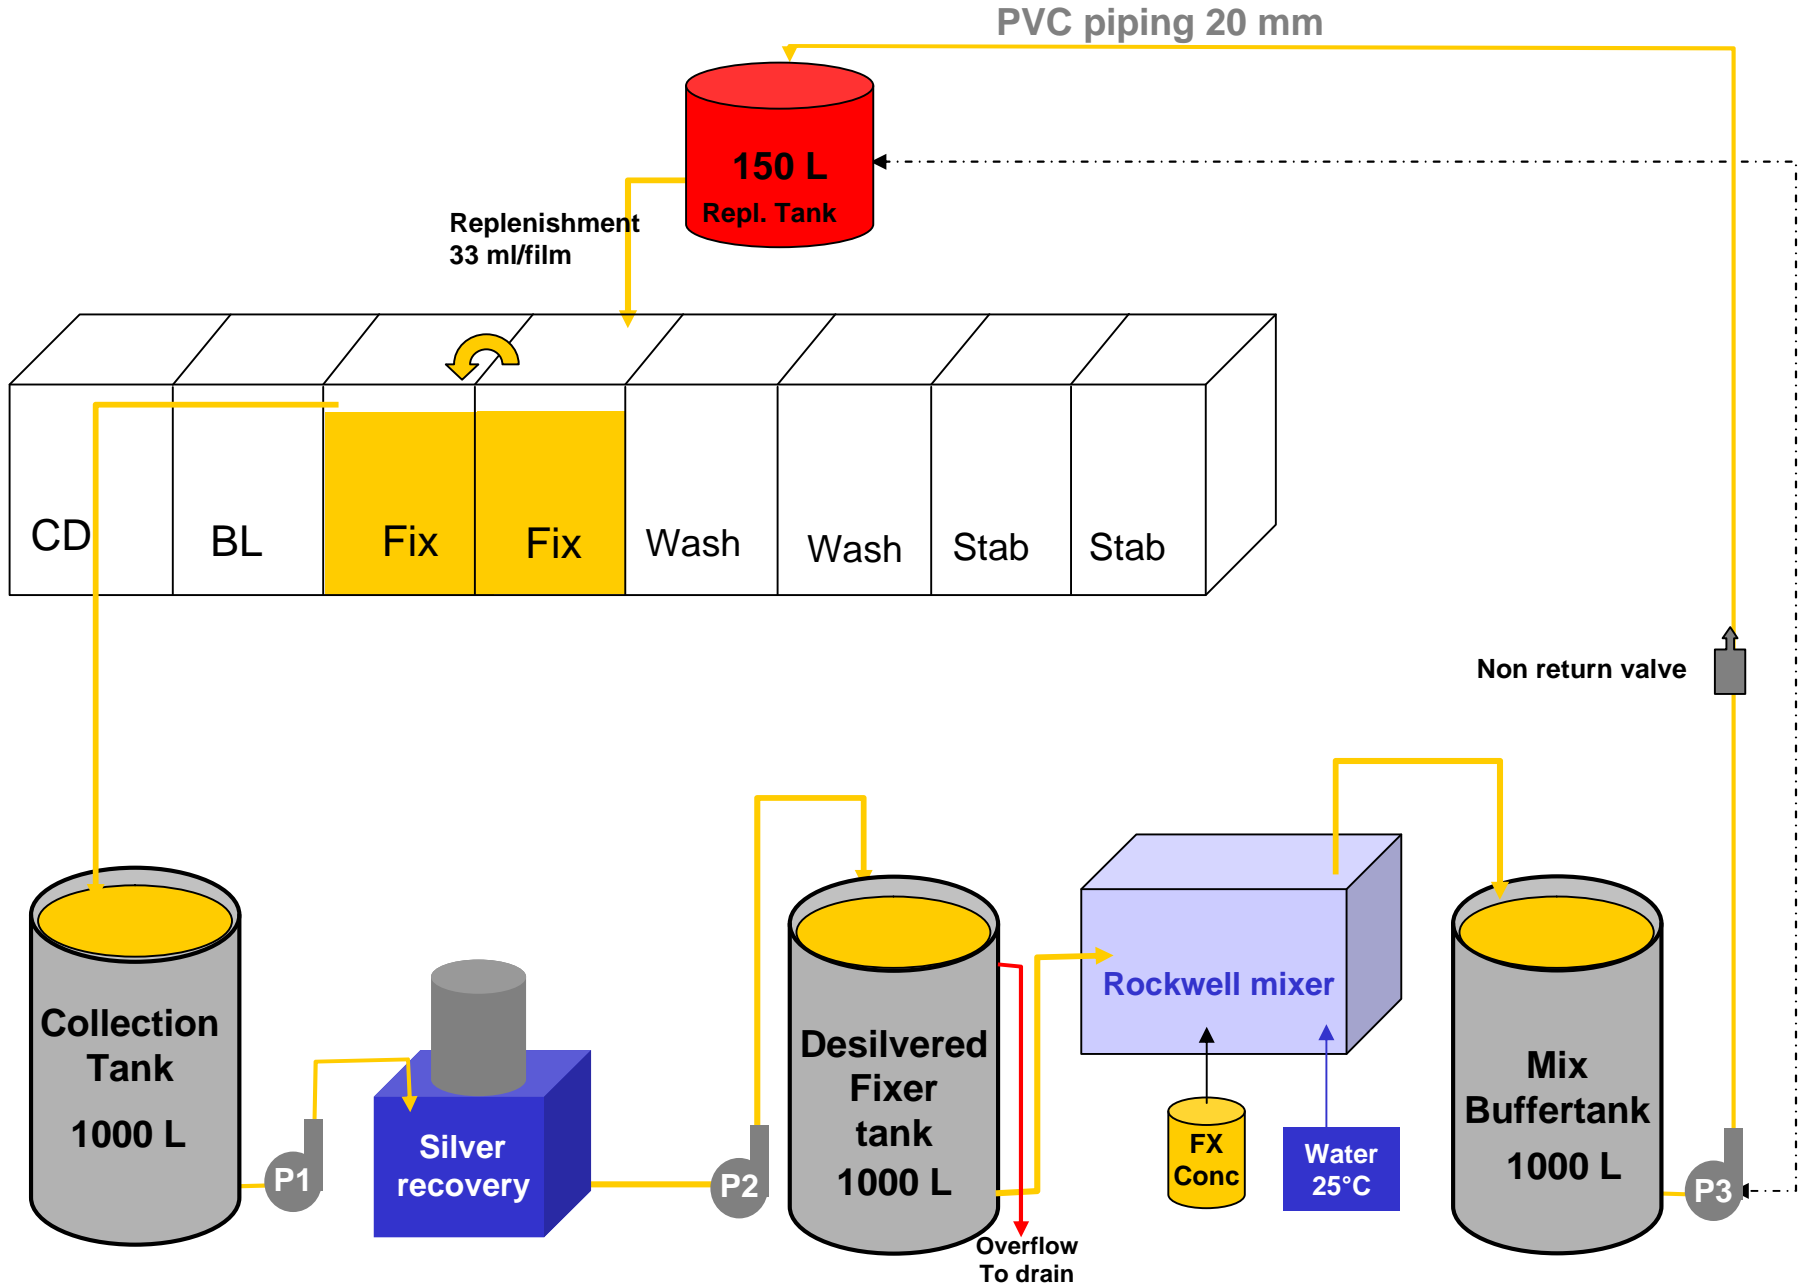 PVC piping 20 mm
150 L
Repl. Tank
Replenishment
33 ml/film
CD
BL
Fix
Fix
Wash
Wash
Stab
Stab
Non return valve
Collection
Tank
1000 L
P1
Silver
recovery
P2
Desilvered
Fixer
tank
1000 L
Overflow
To drain
Rockwell mixer
FX
Conc
Water
25°C
Mix
Buffertank
1000 L
P3